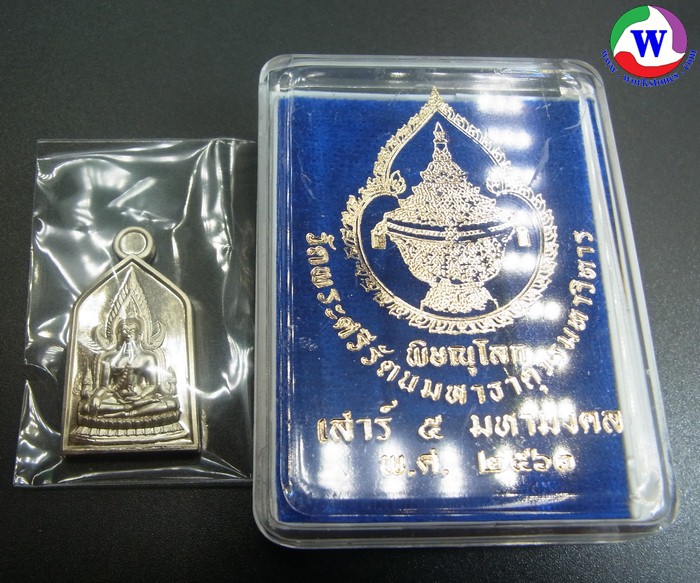 W
พิษณุโลก
วัดพระศรีรัตนมหาธาตุวรมหาวิหาร
เสาร์ ๕ มหามงคล
พ.ศ. ๒๕๖๑